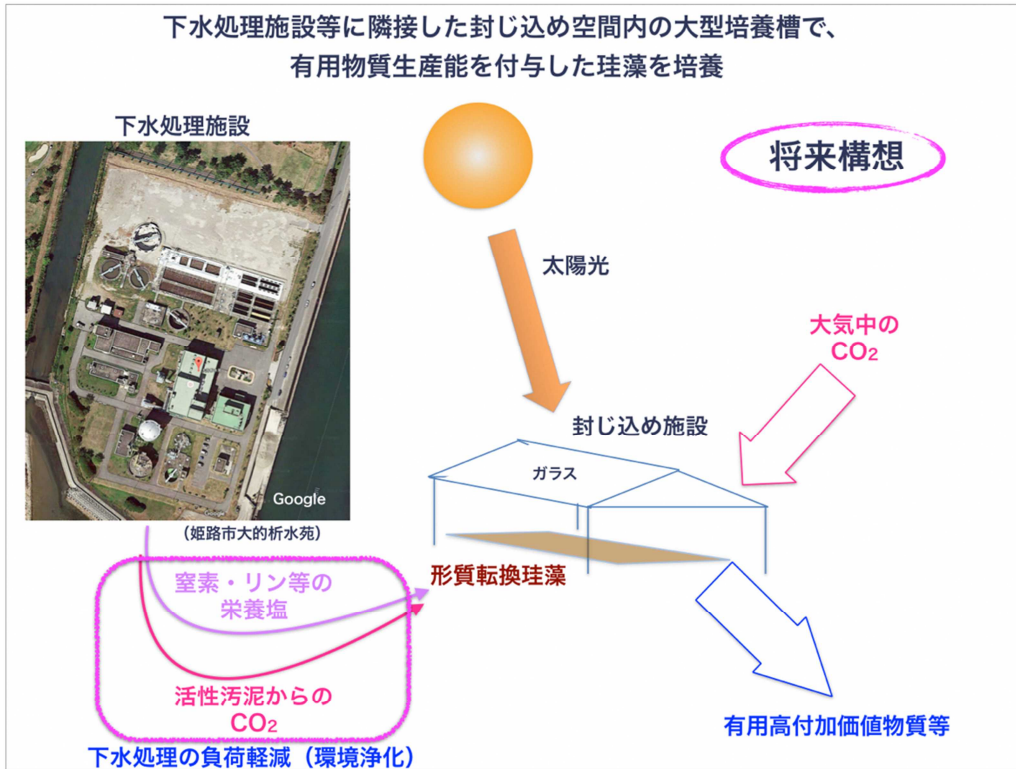 下水処理施設等に隣接した封じ込め空間内の大型培養槽で、
有用物質生産能を付与した珪藻を培養
下水処理施設
将来構想
太陽光
大気中の
CO₂
封じ込め施設
ガラス
Google
（姫路市大的析水苑）
形質転換珪藻
窒素・リン等の
栄養塩
活性汚泥からの
CO₂
有用高付加価値物質等
下水処理の負荷軽減（環境浄化）